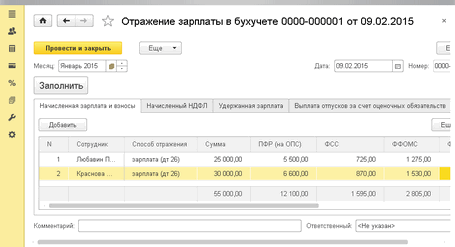 Отражение зарплаты в бухучете 0000-000001 от 09.02.2015
Провести и закрыть Еще
Месяц: Январь 2015 Дата: 09.02.2015 Номер: 0000-
Заполнить
Начисленная зарплата и взносы Начисленный НДФЛ Удержанная зарплата Выплата отпусков за счет оценочных обязательств
Добавить Еще
N Сотрудник Способ отражения Сумма ПФР (на ОПС) ФСС ФФОМС Ф
1 Любавин П... зарплата (дт 26) 25 000,00 5 500,00 725,00 1 275,00
2 Краснова ... зарплата (дт 26) 30 000,00 6 600,00 870,00 1 530,00
55 000,00 12 100,00 1 595,00 2 805,00
Комментарий: Ответственный: <Не указан>